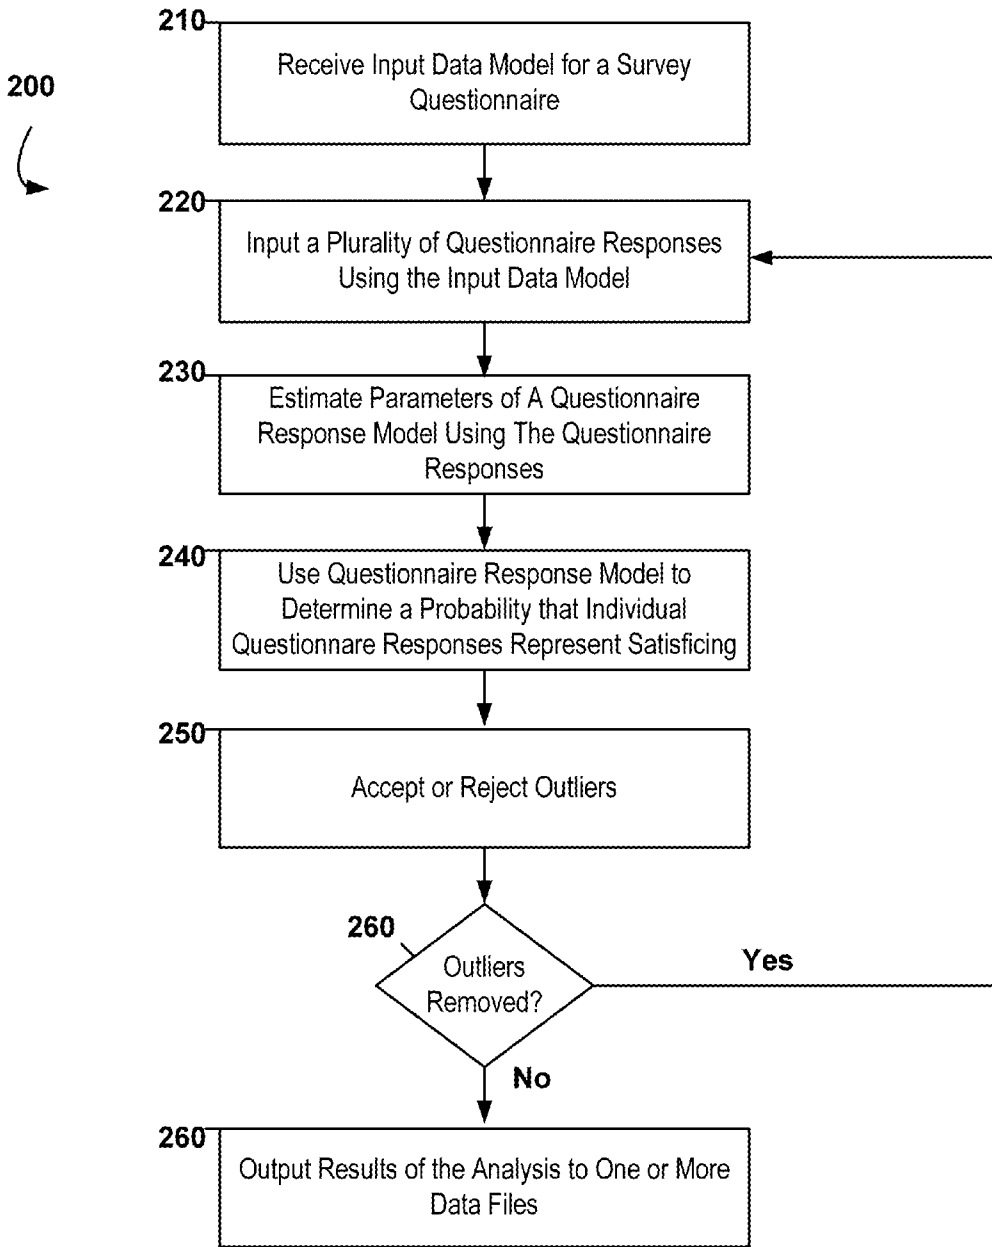 210
Receive Input Data Model for a Survey
Questionnaire
200
220
Input a Plurality of Questionnaire Responses
Using the Input Data Model
230
Estimate Parameters of A Questionnaire
Response Model Using The Questionnaire
Responses
240
Use Questionnaire Response Model to
Determine a Probability that Individual
Questionnare Responses Represent Satisficing
250
Accept or Reject Outliers
260
Outliers
Removed?
Yes
No
260
Output Results of the Analysis to One or More
Data Files